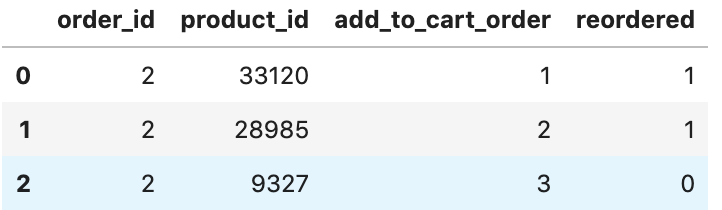 order_id product_id add_to_cart_order reordered
0 2 33120 1 1
1 2 28985 2 1
2 2 9327 3 0